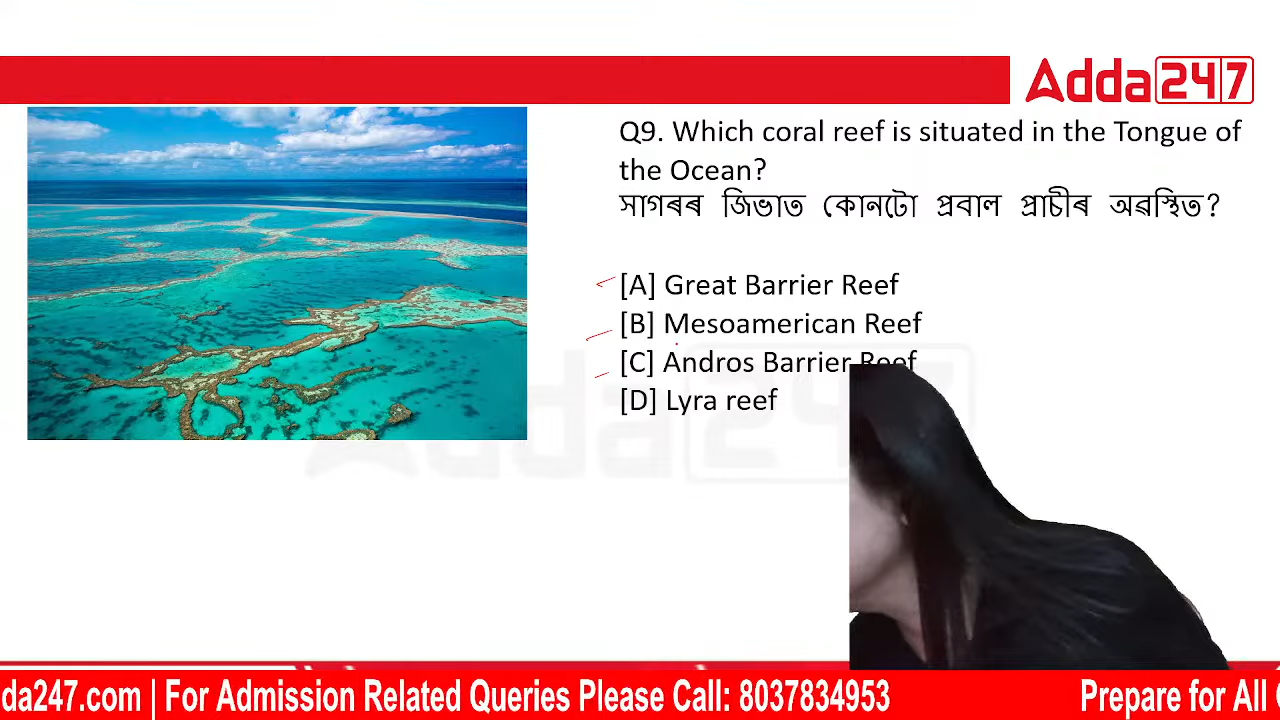 Adda247
Q9. Which coral reef is situated in the Tongue of
the Ocean?
সাগৰৰ জিভাত কোনটো প্ৰবাল প্ৰাচীৰ অৱস্থিত?
[A] Great Barrier Reef
[B] Mesoamerican Reef
[C] Andros Barrier Reef
[D] Lyra reef
Adda247
da247.com | For Admission Related Queries Please Call: 8037834953 Prepare for All